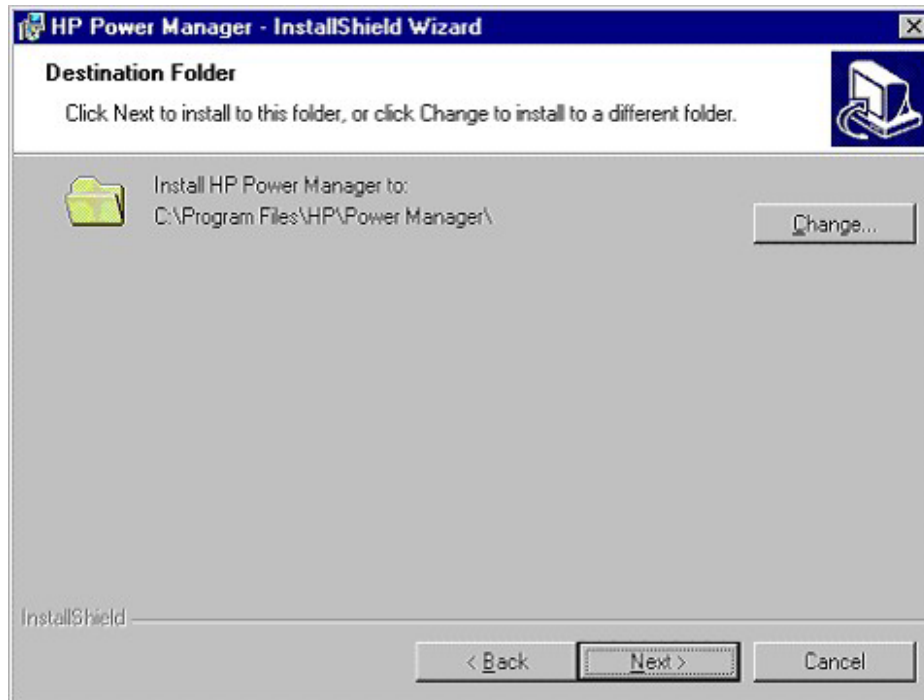 HP Power Manager - InstallShield Wizard
Destination Folder
Click Next to install to this folder, or click Change to install to a different folder.
Install HP Power Manager to:
C:\Program Files\HP\Power Manager\
Change...
InstallShield
< Back
Next >
Cancel